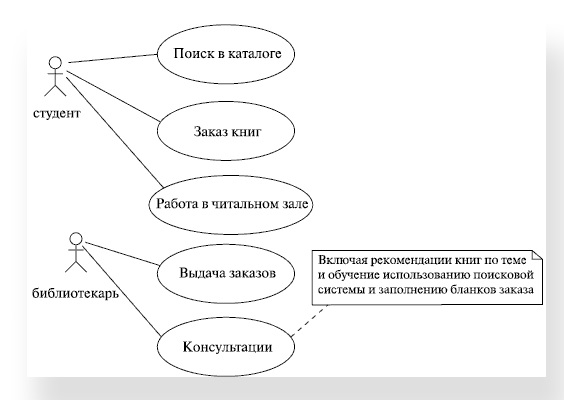 Поиск в каталоге
студент
Заказ книг
Работа в читальном зале
Выдача заказов
библиотекарь
Включая рекомендации книг по теме
и обучение использованию поисковой
системы и заполнению бланков заказа
Консультации